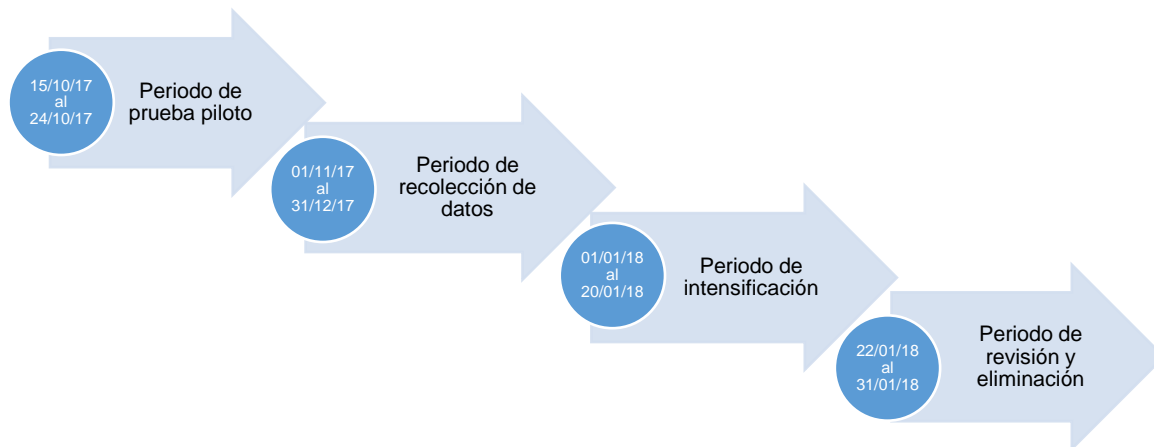 15/10/17
al
24/10/17
Periodo de
prueba piloto
01/11/17
al
31/12/17
Periodo de
recolección de
datos
01/01/18
al
20/01/18
Periodo de
intensificación
22/01/18
al
31/01/18
Periodo de
revisión y
eliminación